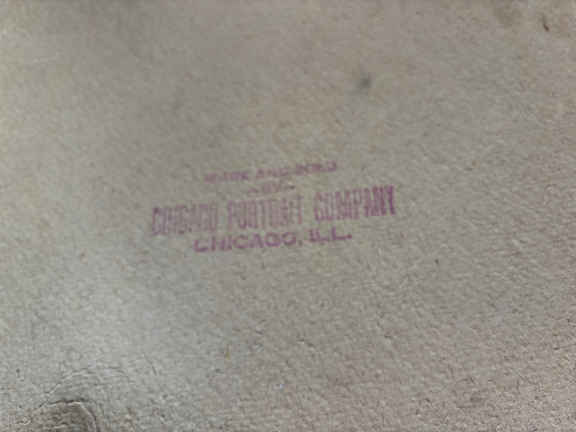 MADE AND SOLD
—BY—
CHICAGO PORTRAIT COMPANY
CHICAGO, ILL.